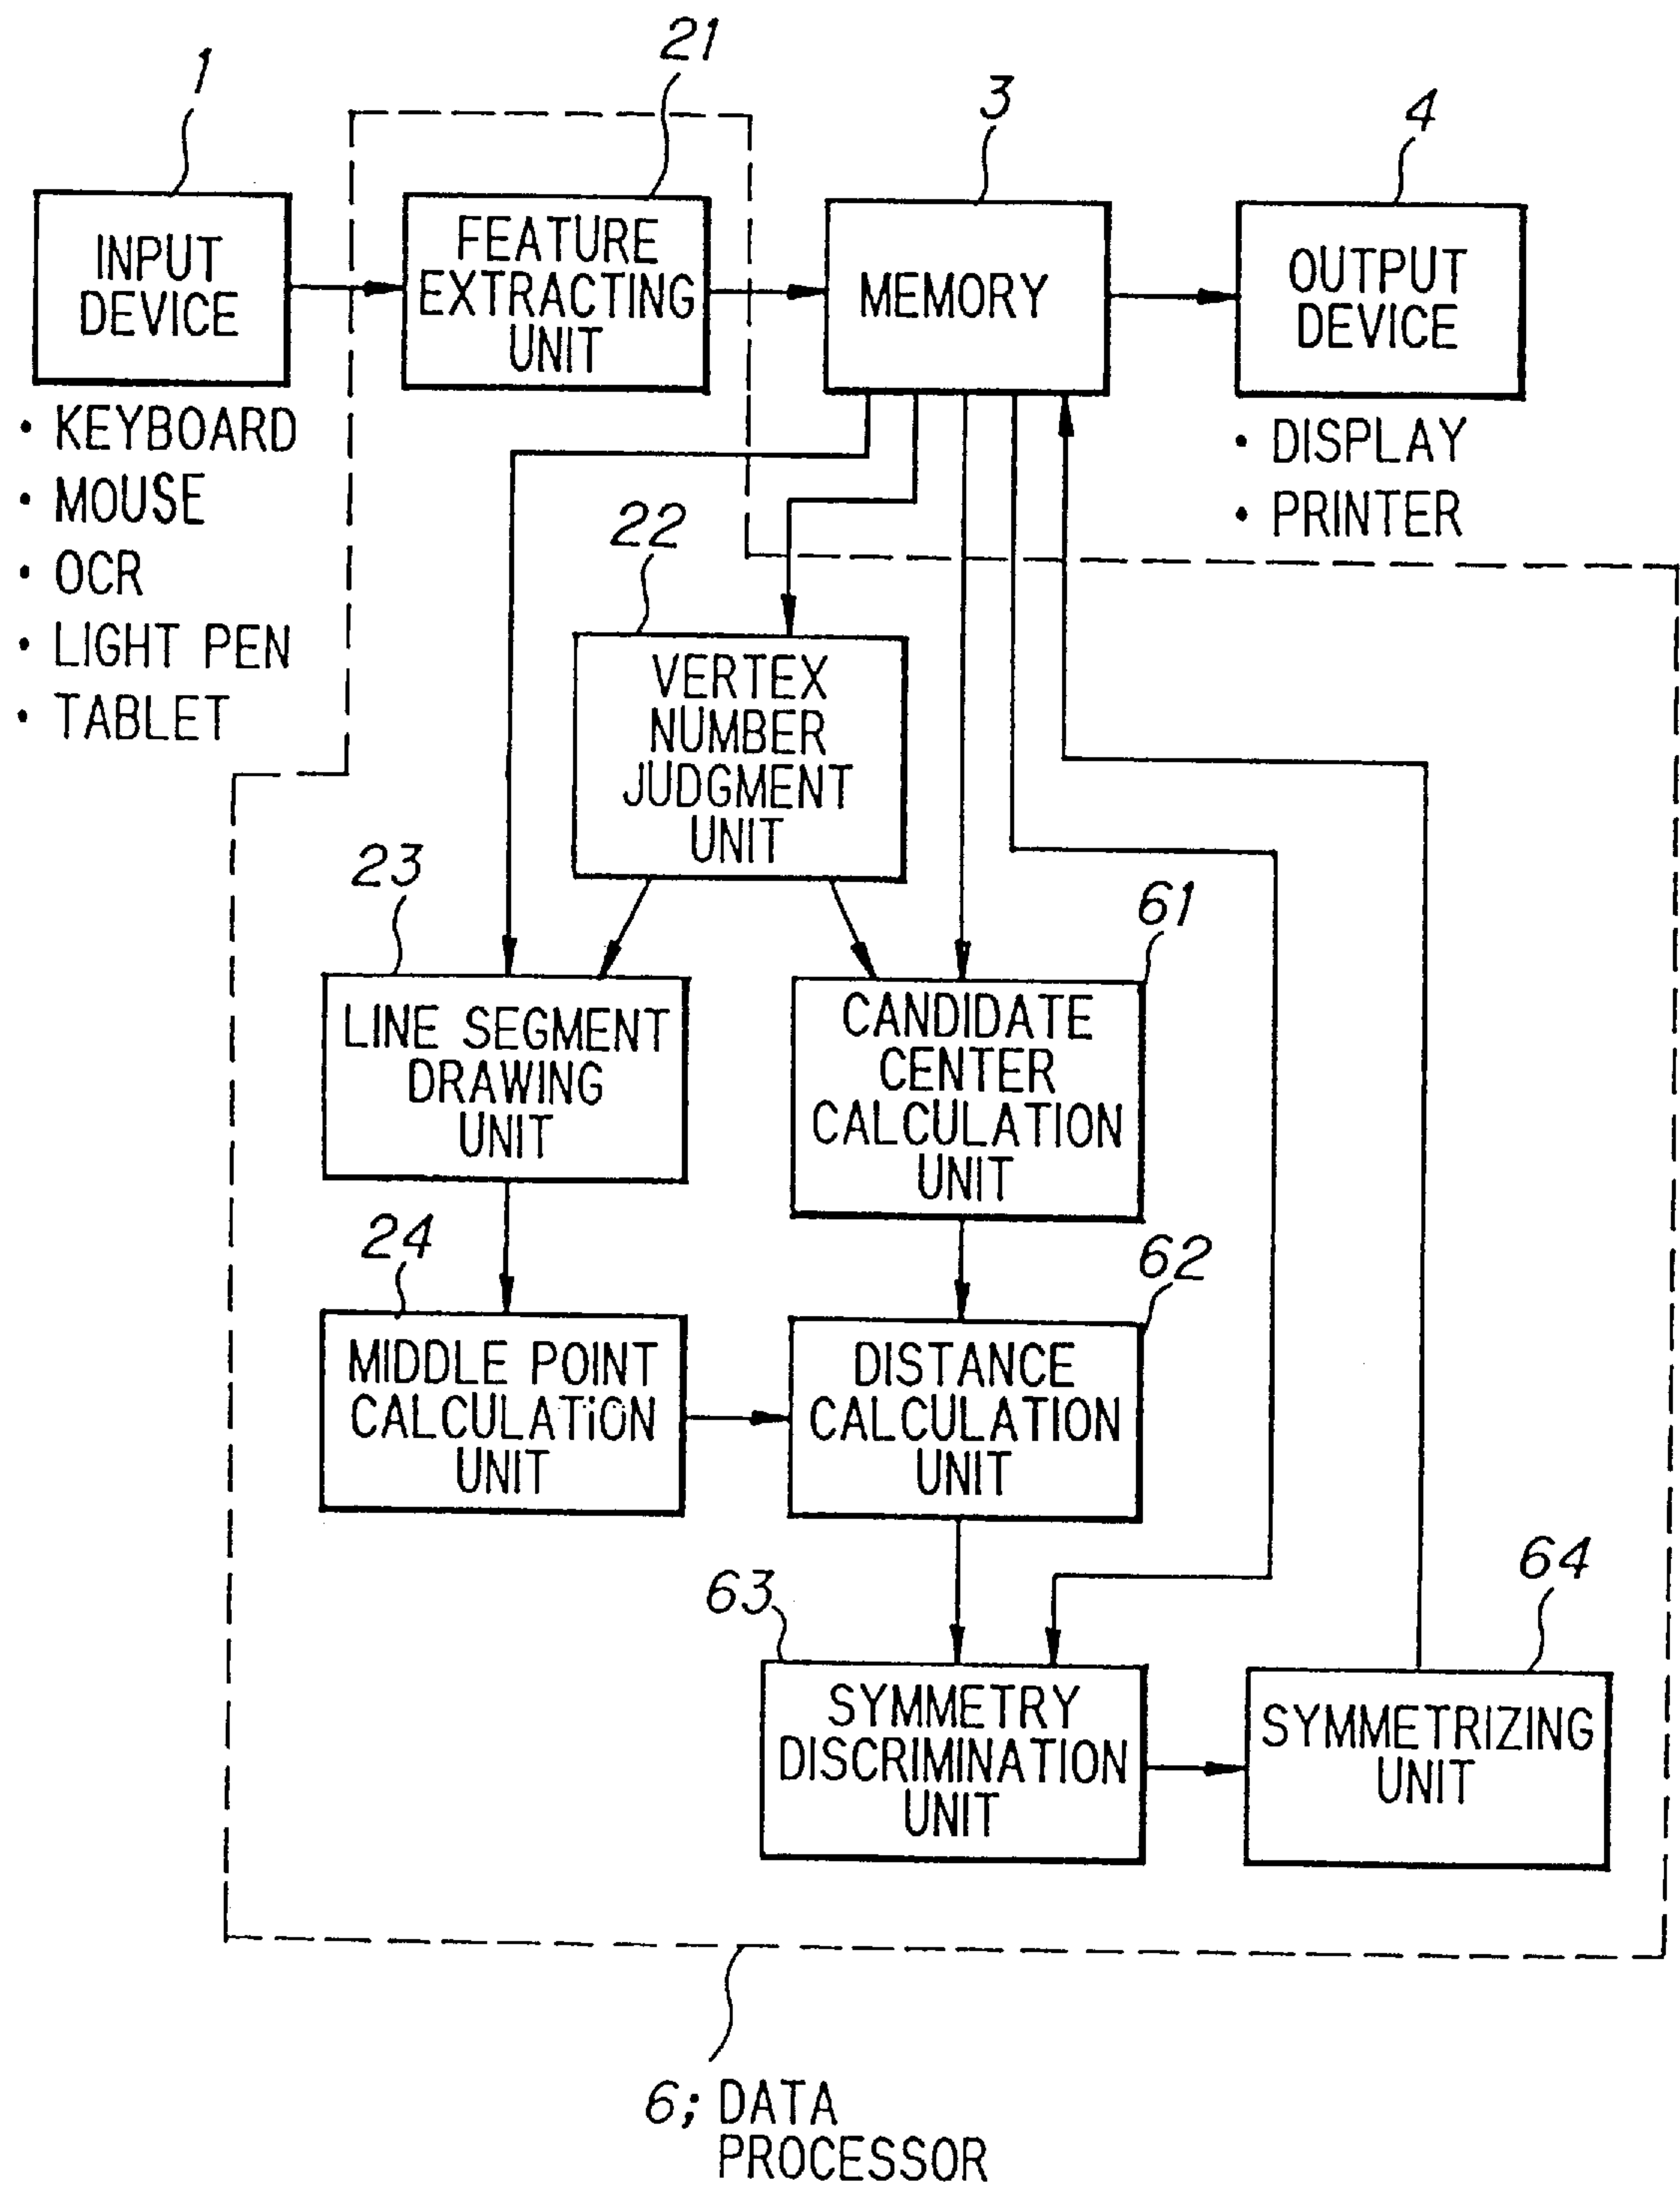 1
21
3
4
INPUT
DEVICE
FEATURE
EXTRACTING
UNIT
MEMORY
OUTPUT
DEVICE
· KEYBOARD
· MOUSE
· OCR
· LIGHT PEN
· TABLET
· DISPLAY
· PRINTER
22
VERTEX
NUMBER
JUDGMENT
UNIT
23
61
LINE SEGMENT
DRAWING
UNIT
CANDIDATE
CENTER
CALCULATION
UNIT
24
62
MIDDLE POINT
CALCULATION
UNIT
DISTANCE
CALCULATION
UNIT
63
64
SYMMETRY
DISCRIMINATION
UNIT
SYMMETRIZING
UNIT
6; DATA
PROCESSOR